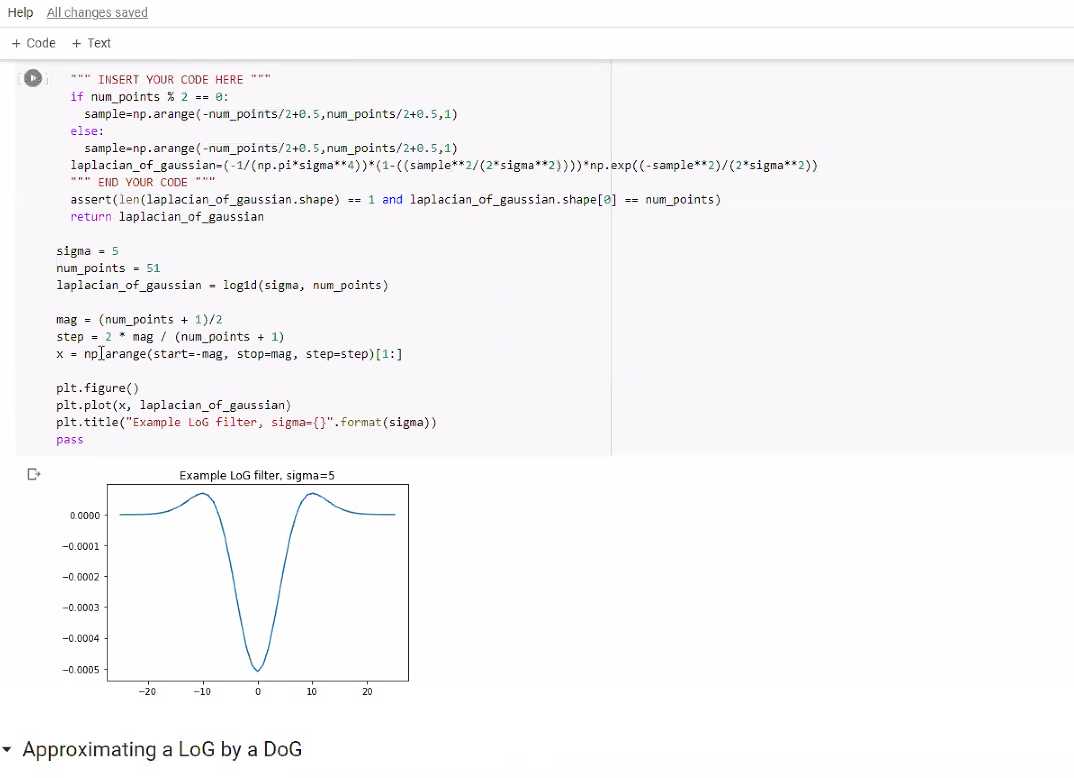 Help All changes saved
+ Code + Text
""" INSERT YOUR CODE HERE """
if num_points % 2 == 0:
sample=np.arange(-num_points/2+0.5,num_points/2+0.5,1)
else:
sample=np.arange(-num_points/2+0.5,num_points/2+0.5,1)
laplacian_of_gaussian=(-1/(np.pi*sigma**4))*(1-((sample**2/(2*sigma**2))))*np.exp((-sample**2)/(2*sigma**2))
""" END YOUR CODE """
assert(len(laplacian_of_gaussian.shape) == 1 and laplacian_of_gaussian.shape[0] == num_points)
return laplacian_of_gaussian
sigma = 5
num_points = 51
laplacian_of_gaussian = log1d(sigma, num_points)
mag = (num_points + 1)/2
step = 2 * mag / (num_points + 1)
x = np.arange(start=-mag, stop=mag, step=step)[1:]
plt.figure()
plt.plot(x, laplacian_of_gaussian)
plt.title("Example LoG filter, sigma={}".format(sigma))
pass
Example LoG filter, sigma=5
0.0000
−0.0001
−0.0002
−0.0003
−0.0004
−0.0005
−20 −10 0 10 20
Approximating a LoG by a DoG